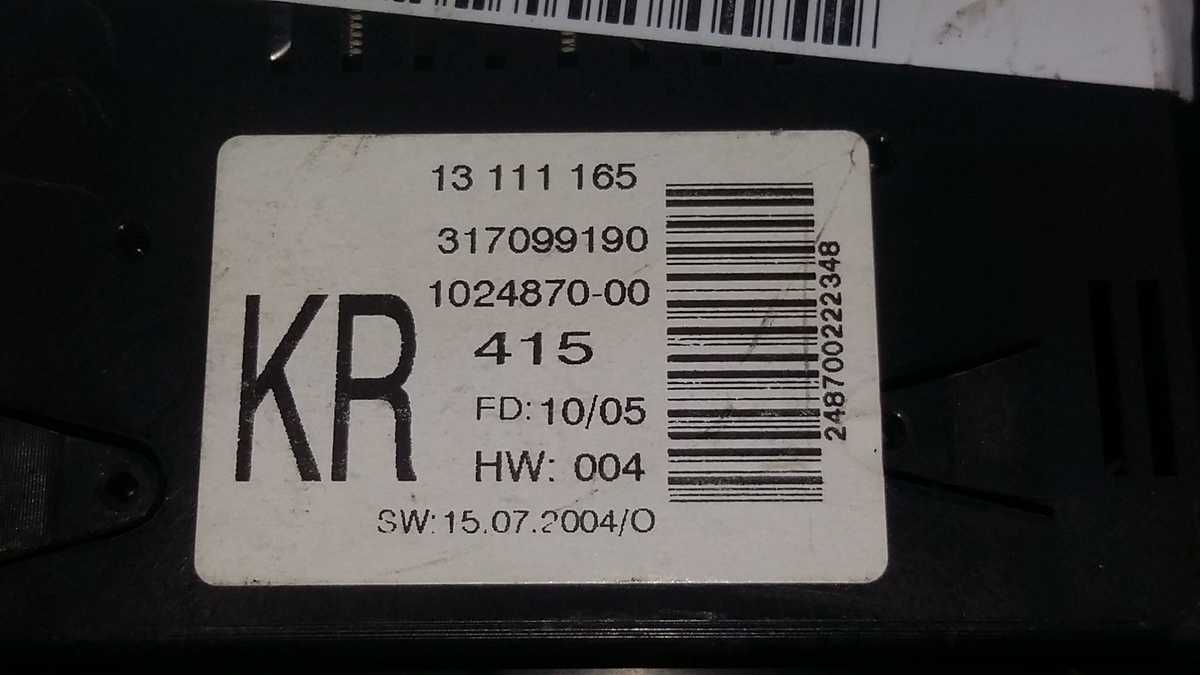 13 111 165
317099190
1024870-00
KR
415
FD: 10/05
HW: 004
SW: 15.07.2004/O
248700222348